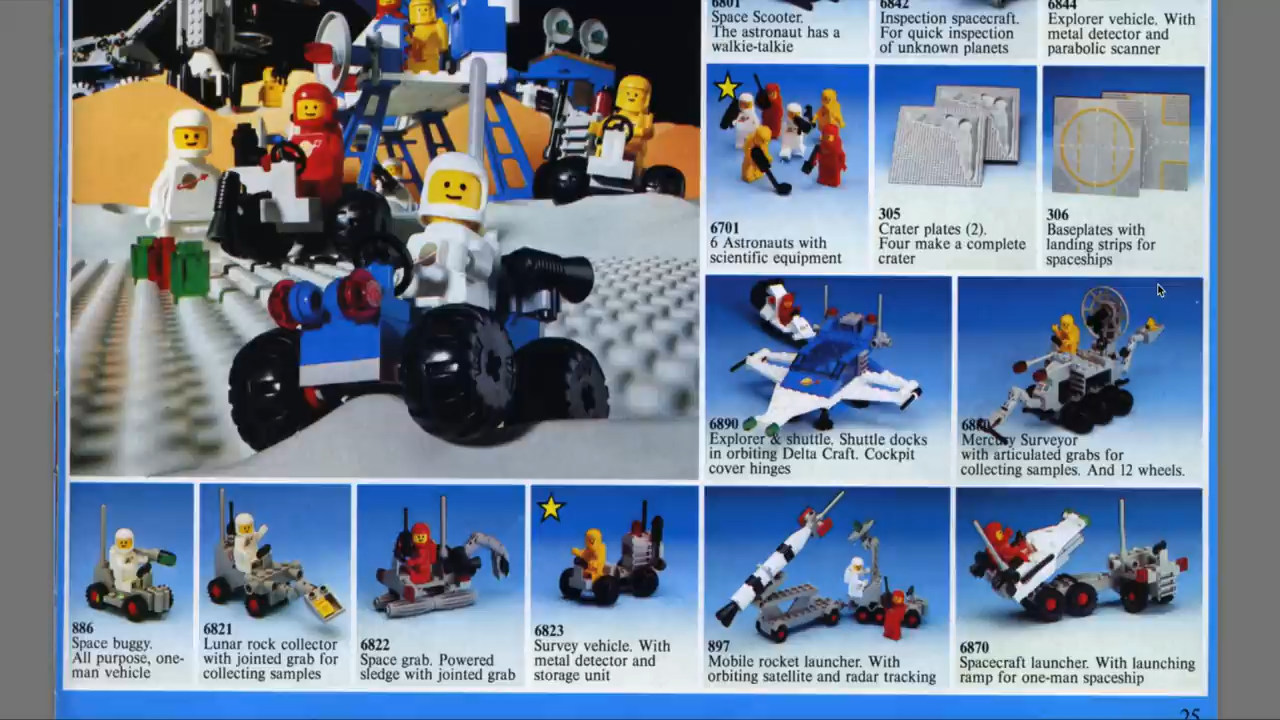 6801
Space Scooter.
The astronaut has a
walkie-talkie
6842
Inspection spacecraft.
For quick inspection
of unknown planets
6844
Explorer vehicle. With
metal detector and
parabolic scanner
6701
6 Astronauts with
scientific equipment
305
Crater plates (2).
Four make a complete
crater
306
Baseplates with
landing strips for
spaceships
6890
Explorer & shuttle. Shuttle docks
in orbiting Delta Craft. Cockpit
cover hinges
Mercury Surveyor
with articulated grabs for
collecting samples. And 12 wheels.
886
Space buggy.
All purpose, one-
man vehicle
6821
Lunar rock collector
with jointed grab for
collecting samples
6822
Space grab. Powered
sledge with jointed grab
6823
Survey vehicle. With
metal detector and
storage unit
897
Mobile rocket launcher. With
orbiting satellite and radar tracking
6870
Spacecraft launcher. With launching
ramp for one-man spaceship
25